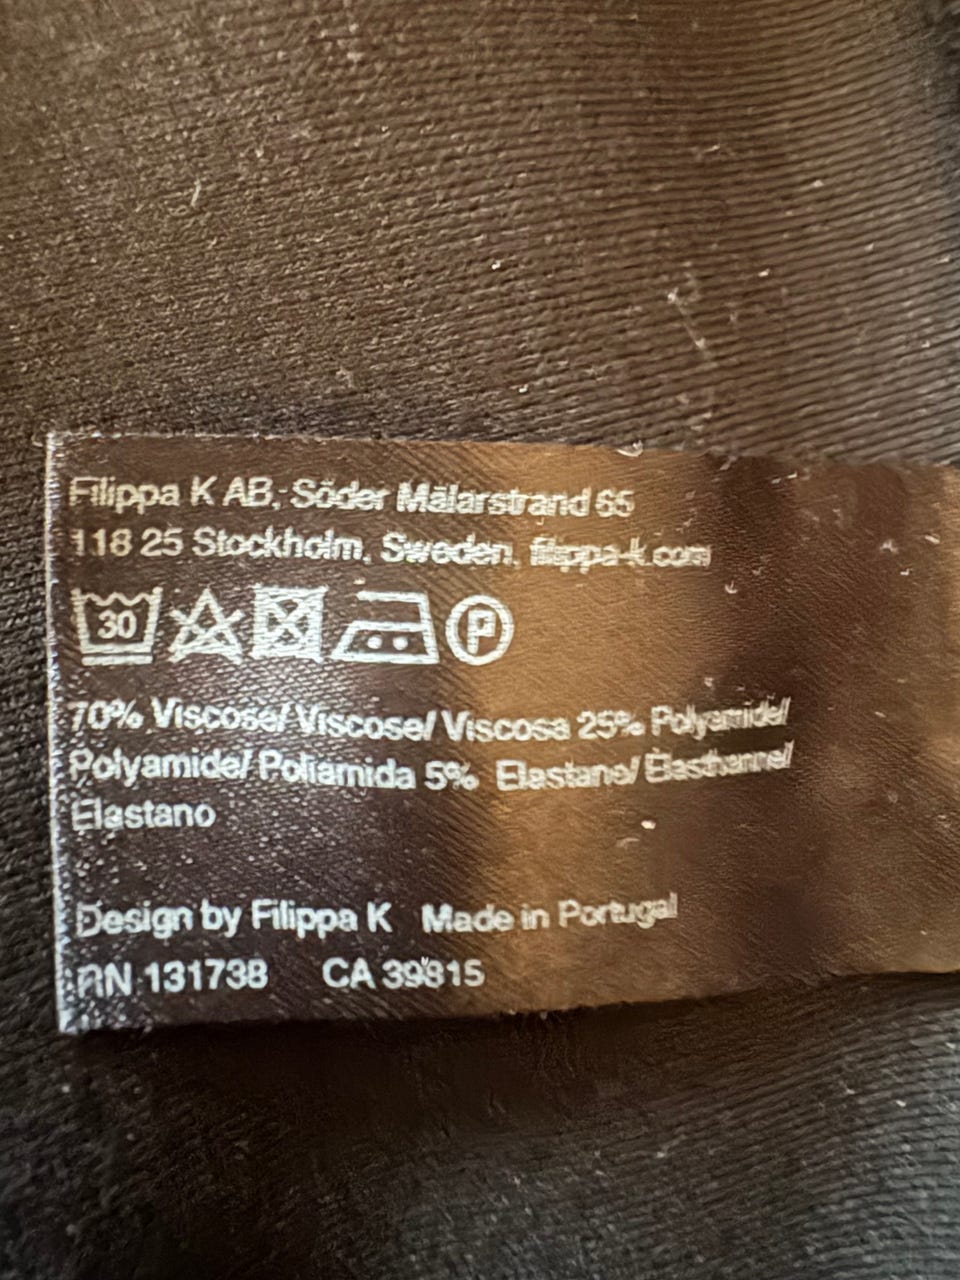 Filippa K AB, Söder Mälarstrand 65
118 25 Stockholm, Sweden, filippa-k.com
30 P
70% Viscose/ Viscose/ Viscosa 25% Polyamide/
Polyamide/ Poliamida 5% Elastane/ Elasthanne/
Elastano
Design by Filippa K Made in Portugal
RN 131738 CA 39815